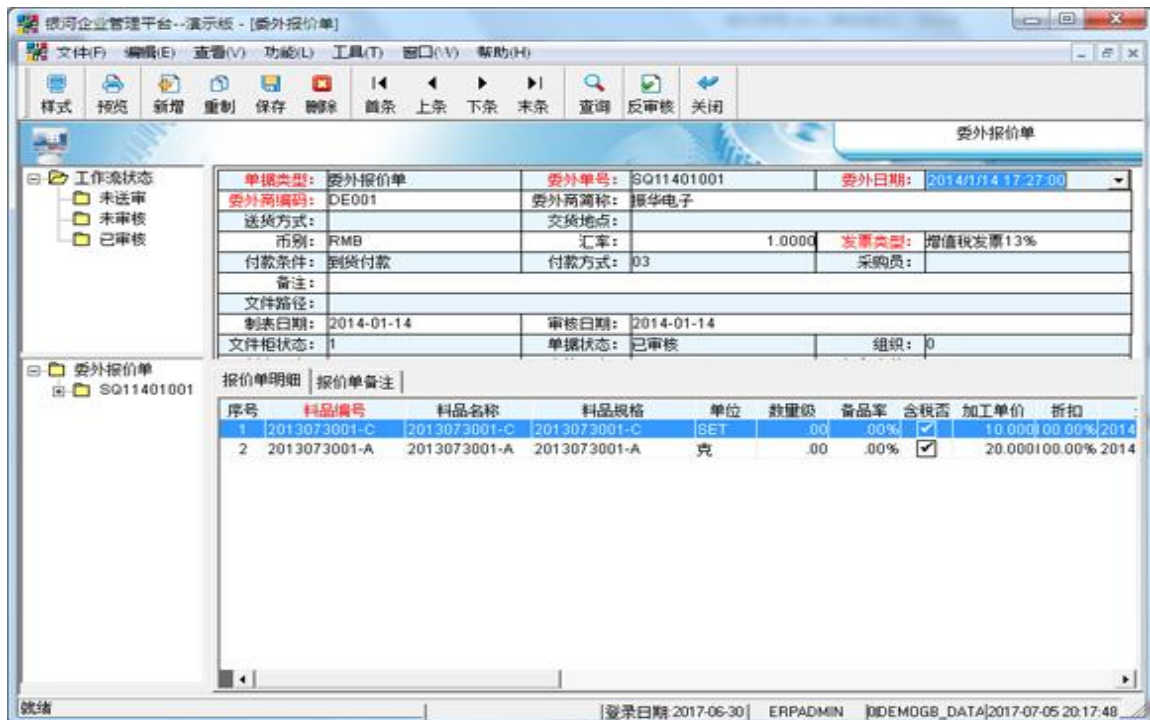 银河企业管理平台--演示版 - [委外报价单]
文件(F) 编辑(E) 查看(V) 功能(L) 工具(T) 窗口(W) 帮助(H)
样式 预览 新增 重制 保存 删除 首条 上条 下条 末条 查询 反审核 关闭
委外报价单
工作流状态
未送审
未审核
已审核
单据类型: 委外报价单 委外单号: SQ11401001 委外日期: 2014/1/14 17:27:00
委外商编码: DE001 委外商简称: 振华电子
送货方式: 交货地点:
币别: RMB 汇率: 1.0000 发票类型: 增值税发票13%
付款条件: 到货付款 付款方式: 03 采购员:
备注:
文件路径:
制表日期: 2014-01-14 审核日期: 2014-01-14
文件柜状态: 1 单据状态: 已审核 组织: 0
委外报价单
SQ11401001
报价单明细 报价单备注
序号 料品编号 料品名称 料品规格 单位 数量级 备品率 含税否 加工单价 折扣
1 2013073001-C 2013073001-C 2013073001-C SET .00 .00% 10.000 100.00% 2014
2 2013073001-A 2013073001-A 2013073001-A 克 .00 .00% 20.000 100.00% 2014
就绪 登录日期:2017-06-30 ERPADMIN 2017-07-05 20:17:48